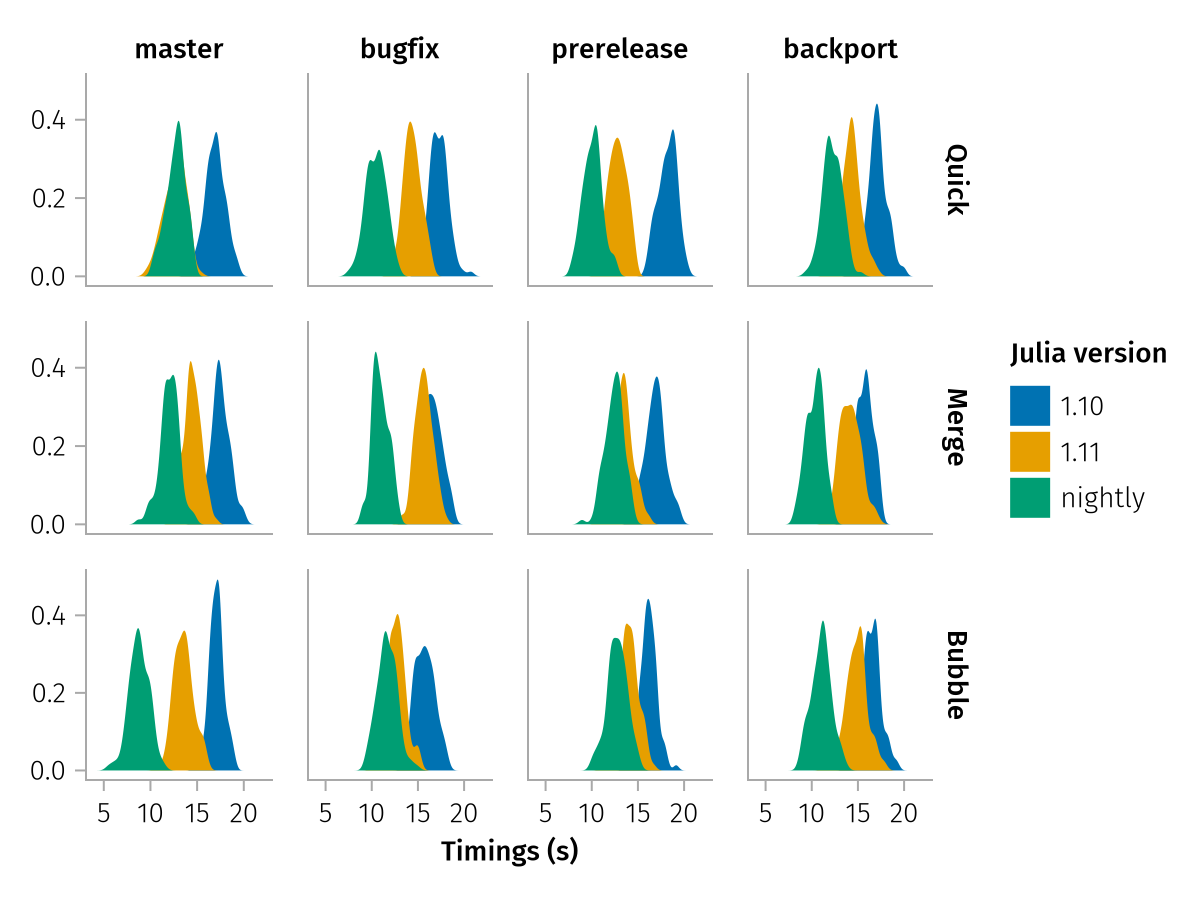 master bugfix prerelease backport
0.4
0.2
0.0
Quick
0.4
0.2
0.0
Merge
Julia version
1.10
1.11
nightly
0.4
0.2
0.0
Bubble
5 10 15 20 5 10 15 20 5 10 15 20 5 10 15 20
Timings (s)